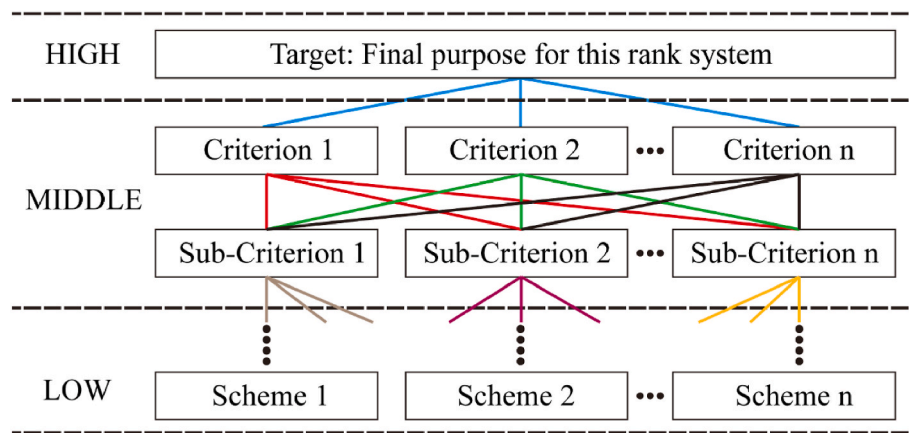 HIGH
Target: Final purpose for this rank system
Criterion 1 Criterion 2 ••• Criterion n
MIDDLE
Sub-Criterion 1 Sub-Criterion 2 ••• Sub-Criterion n
LOW
Scheme 1 Scheme 2 ••• Scheme n